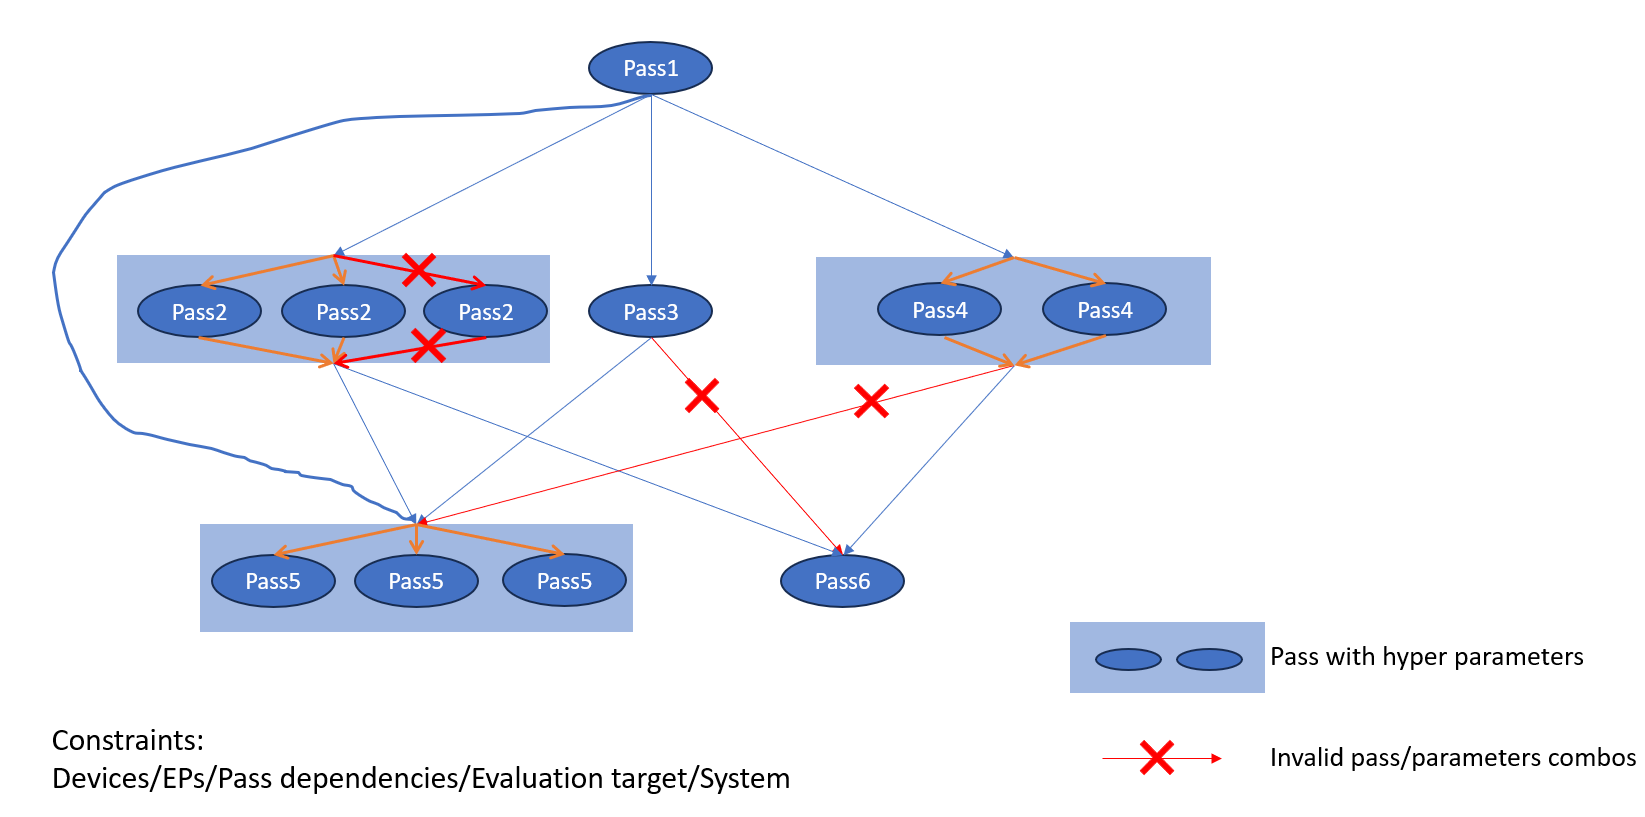 Pass1
Pass2
Pass2
Pass2
Pass3
Pass4
Pass4
Pass5
Pass5
Pass5
Pass6
Pass with hyper parameters
Invalid pass/parameters combos
Constraints:
Devices/EPs/Pass dependencies/Evaluation target/System